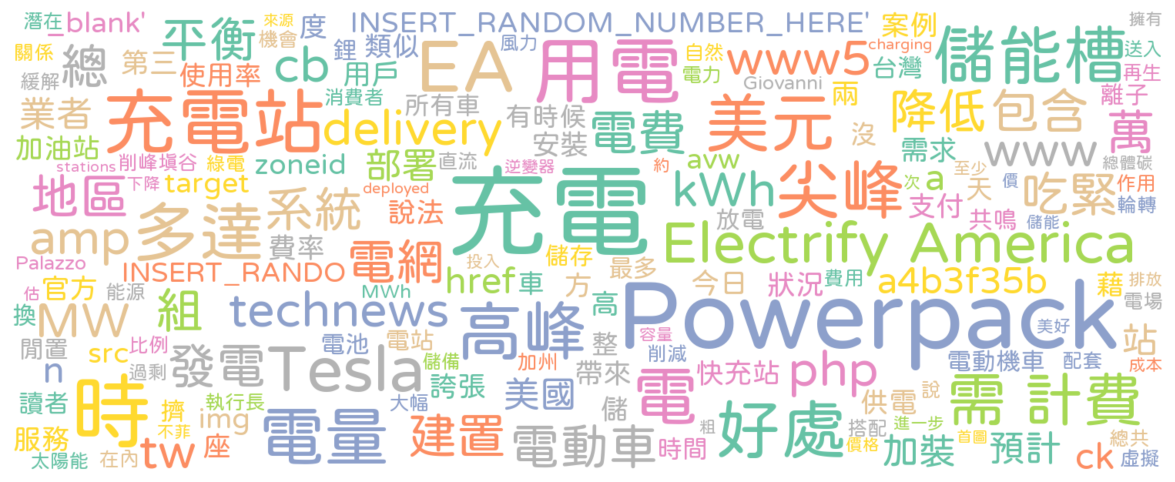 潛在 _blank' 平衡 來源 機會 度 INSERT_RANDOM_NUMBER_HERE' 案例 擁有
關係 總 第三 cb 鋰 類似 EA 風力 用電 自然 www5 charging 儲能槽 送入
緩解 使用率 用戶 電力 Giovanni 台灣 再生
業者 充電站 消費者 所有車 有時候 電費 美元 兩 降低 包含 離子 萬
加油站 delivery 安裝 沒 需求 www
stations 削峰填谷 綠電 zoneid 部署 直流 逆變器 約 avw 至少 總體碳
地區 下降 target deployed 充電 kWh 尖峰 次 a 天 價 吃緊 作用
多達 系統 說法 放電 支付 共鳴 儲能 輪轉
amp 費率 電網 儲存 Electrify America
Palazzo INSERT_RANDO href 車 投入 方 最多 今日 狀況 費用 a4b3f35b 藉 排放
估 官方 能源 MWh 高 電場
換 MW 組 technews 高峰 Powerpack 美好
閒置 src 比例 電池 電站 整 容量 削減 站
n 過剩 發電 Tesla 儲備 加州 帶來 電動機車 配套 成本
讀者 時 擠 執行長 誇張 美國 儲 電 快充站 php 說 需 計費
服務 不菲 img 電量 大幅 建置 電動車 粗 好處 供電 搭配 進一步
太陽能 在內 tw 座 時間 價格 加裝 首圖 預計 總共 ck 虛擬